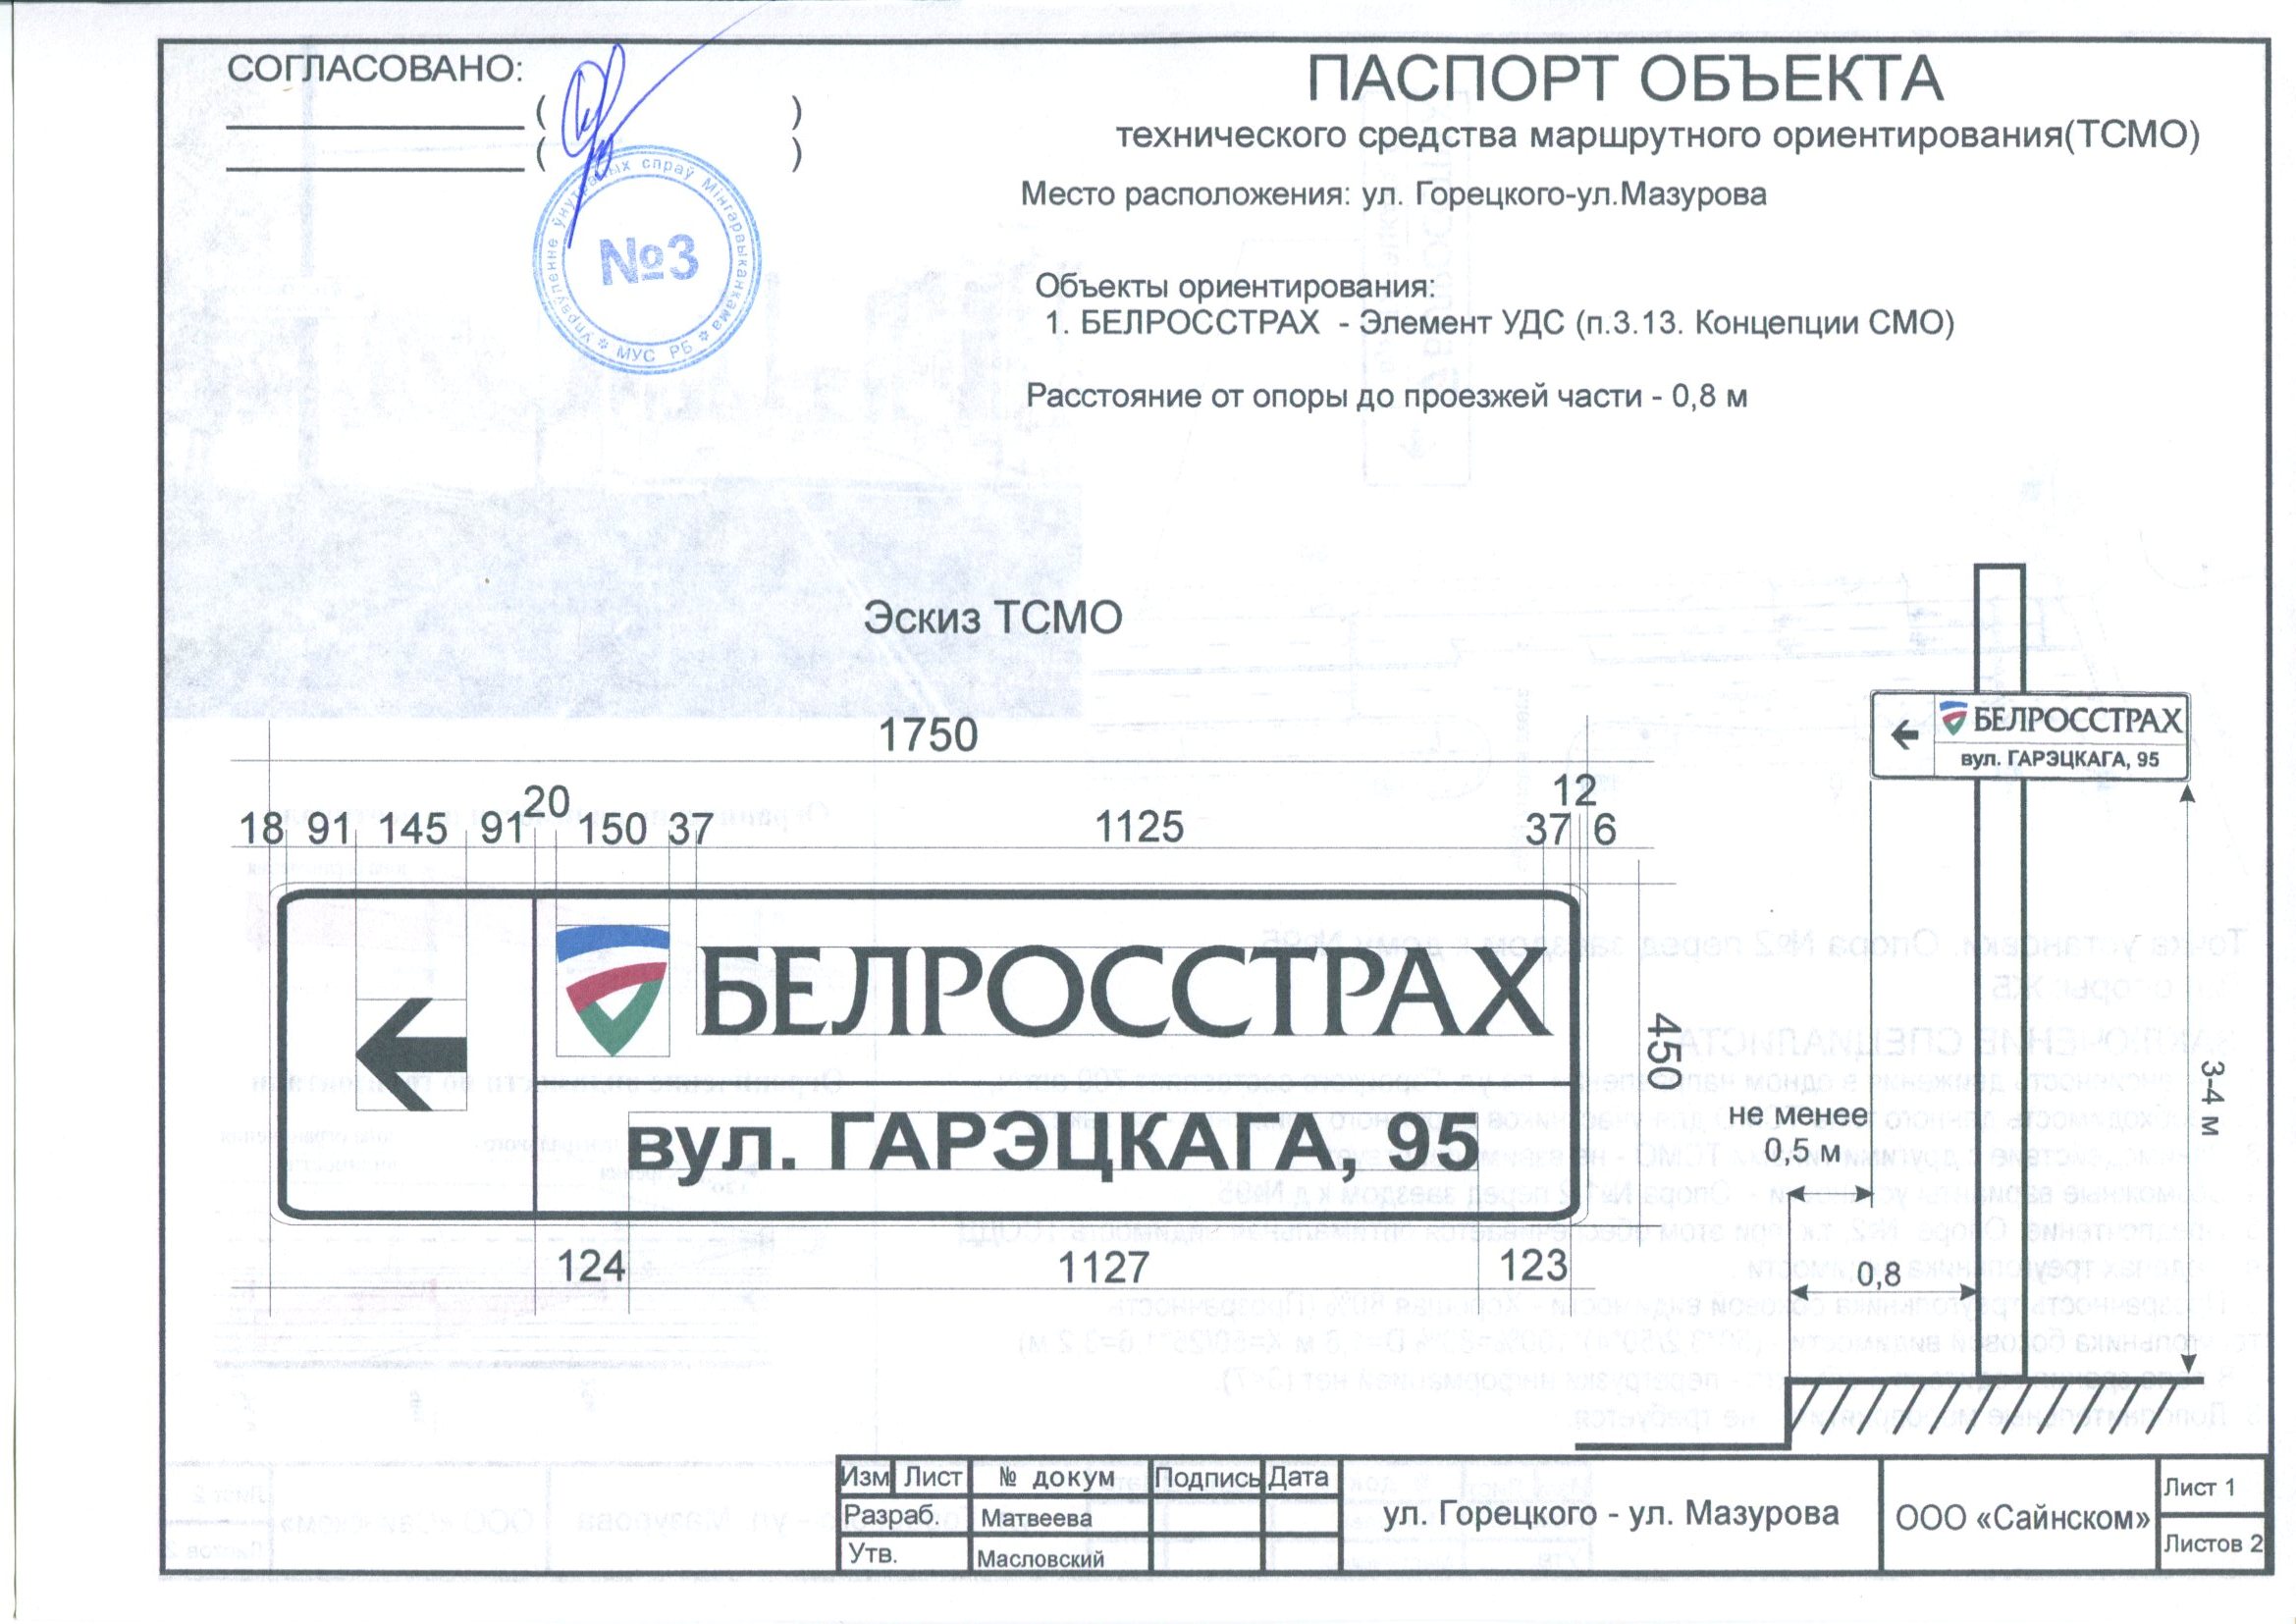 СОГЛАСОВАНО:
( )
( )
Упраўленне ўнутраных спраў Мінгарвыканкама
МУС РБ
№3
ПАСПОРТ ОБЪЕКТА
технического средства маршрутного ориентирования(ТСМО)
Место расположения: ул. Горецкого-ул.Мазурова
Объекты ориентирования:
1. БЕЛРОССТРАХ - Элемент УДС (п.3.13. Концепции СМО)
Расстояние от опоры до проезжей части - 0,8 м
Эскиз ТСМО
1750
20 12
18 91 145 91 150 37 1125 37 6
БЕЛРОССТРАХ
вул. ГАРЭЦКАГА, 95
450
124 1127 123
БЕЛРОССТРАХ
вул. ГАРЭЦКАГА, 95
3-4 м
не менее
0,5 м
0,8
Изм Лист № докум Подпись Дата
Разраб. Матвеева
Утв. Масловский
ул. Горецкого - ул. Мазурова
ООО «Сайнском»
Лист 1
Листов 2